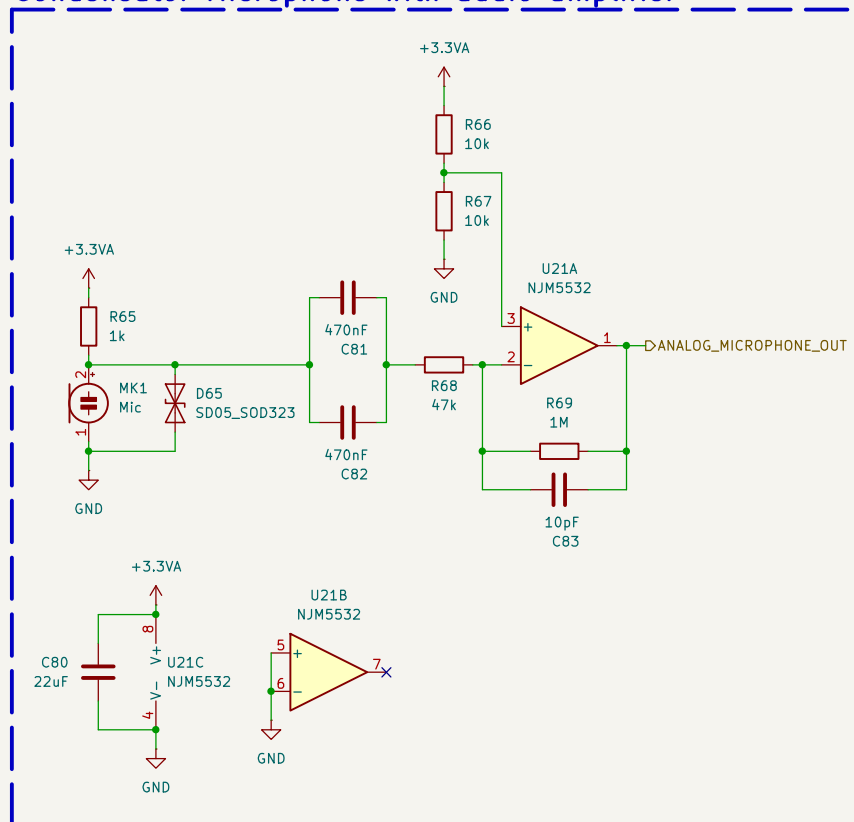 +3.3VA
R66
10k
R67
10k
GND
+3.3VA
R65
1k
2
+
MK1
Mic
1
GND
D65
SD05_SOD323
470nF
C81
470nF
C82
R68
47k
U21A
NJM5532
3
+
2
−
1
ANALOG_MICROPHONE_OUT
R69
1M
10pF
C83
+3.3VA
C80
22uF
8
V+
U21C
NJM5532
V-
4
GND
U21B
NJM5532
5
+
6
−
7
GND